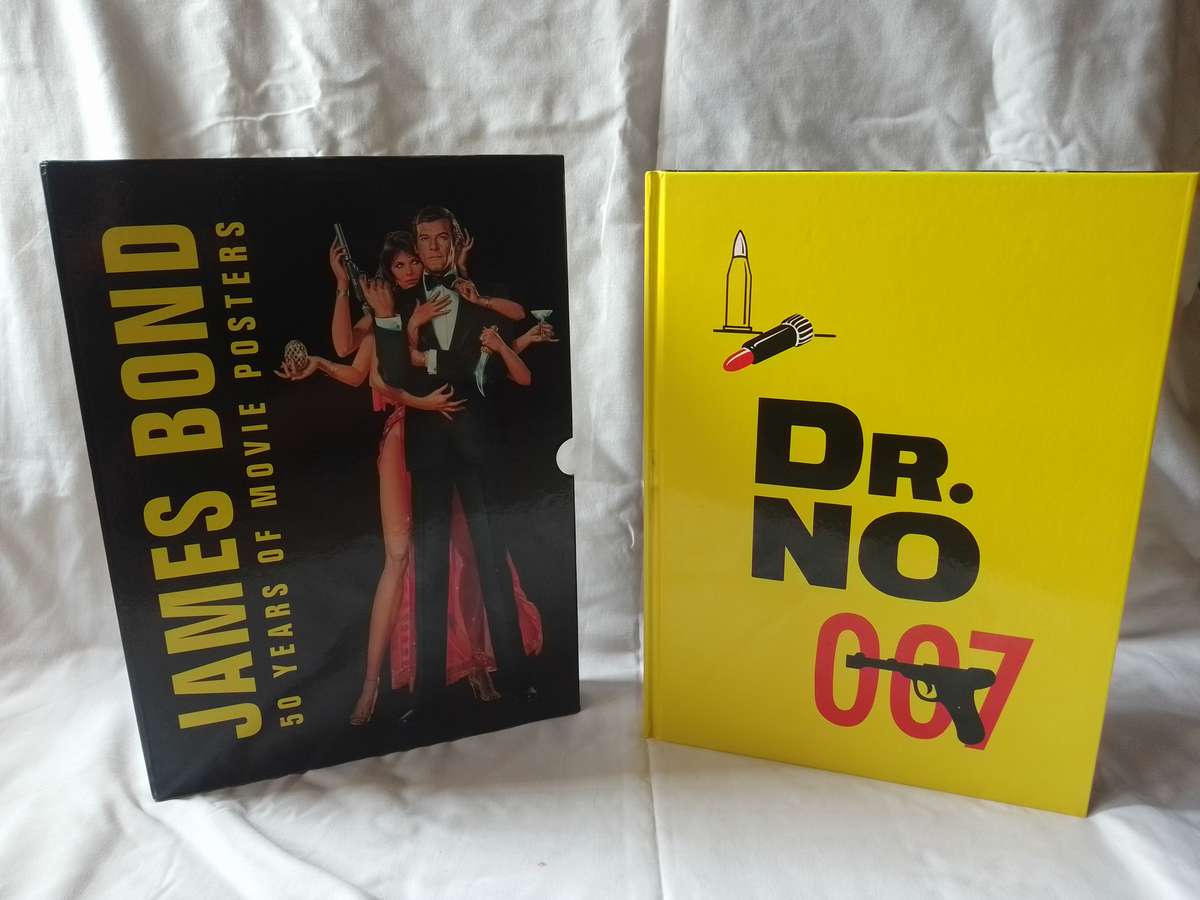 JAMES BOND
50 YEARS OF MOVIE POSTERS
DR.
NO
007